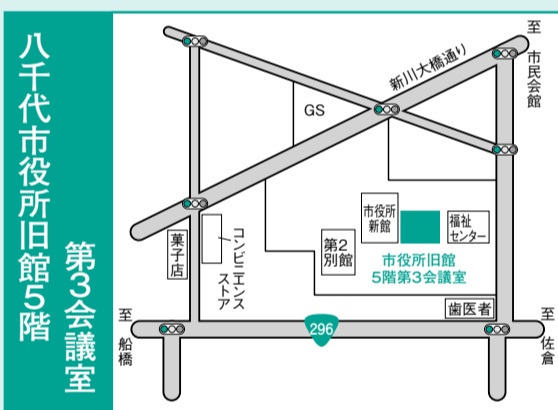 八千代市役所旧館5階
第3会議室
至 市民会館
新川大橋通り
GS
市役所
新館
福祉
センター
第2
別館
市役所旧館
5階第3会議室
菓子店
コンビニエンス
ストア
歯医者
至 船橋
296
至 佐倉